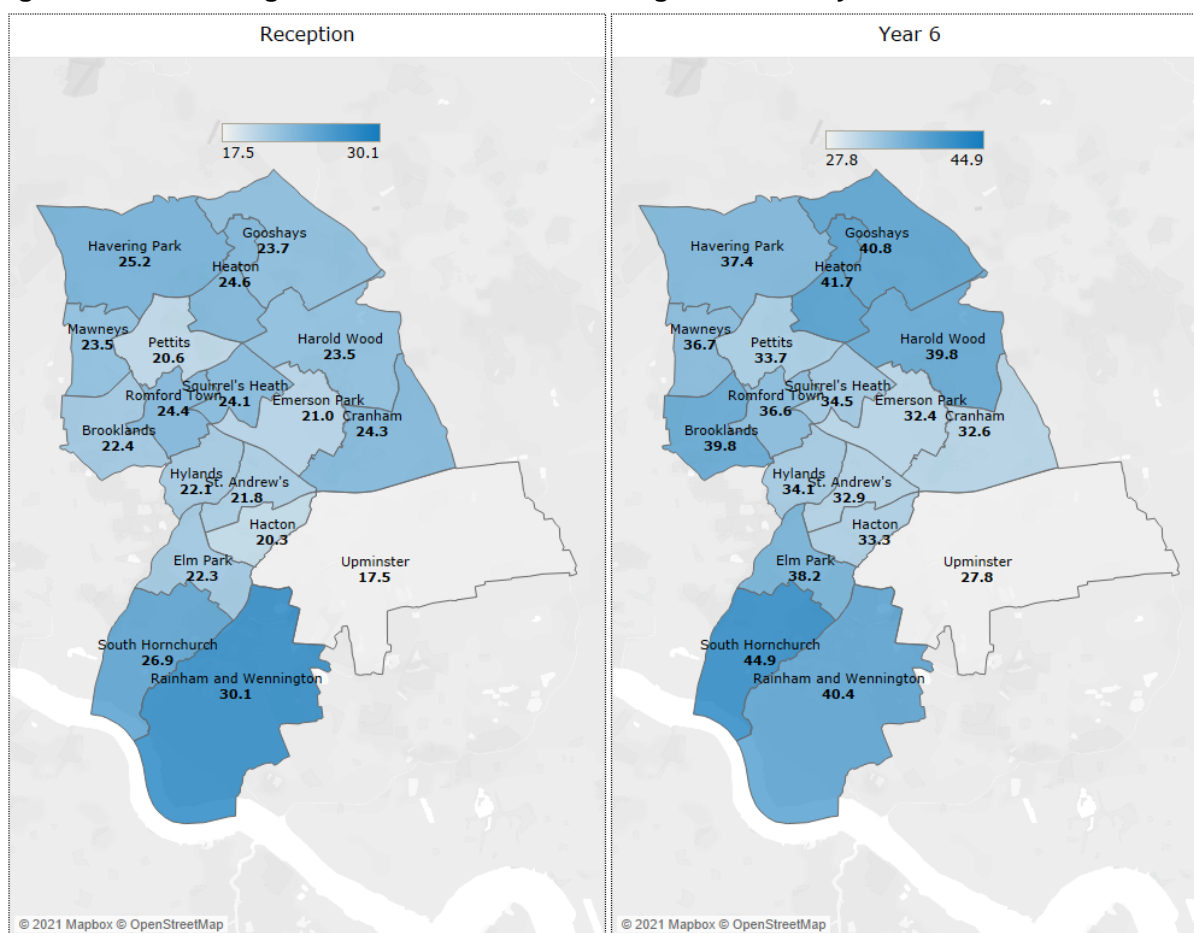 Reception
17.5 30.1
Gooshays
23.7
Havering Park
25.2
Heaton
24.6
Mawneys
23.5
Harold Wood
23.5
Pettits
20.6
Squirrel's Heath
24.1
Romford Town
24.4
Emerson Park
21.0
Cranham
24.3
Brooklands
22.4
Hylands
22.1
St. Andrew's
21.8
Hacton
20.3
Elm Park
22.3
Upminster
17.5
South Hornchurch
26.9
Rainham and Wennington
30.1
© 2021 Mapbox © OpenStreetMap
Year 6
27.8 44.9
Gooshays
40.8
Havering Park
37.4
Heaton
41.7
Mawneys
36.7
Harold Wood
39.8
Pettits
33.7
Squirrel's Heath
34.5
Romford Town
36.6
Emerson Park
32.4
Cranham
32.6
Brooklands
39.8
Hylands
34.1
St. Andrew's
32.9
Hacton
33.3
Elm Park
38.2
Upminster
27.8
South Hornchurch
44.9
Rainham and Wennington
40.4
© 2021 Mapbox © OpenStreetMap